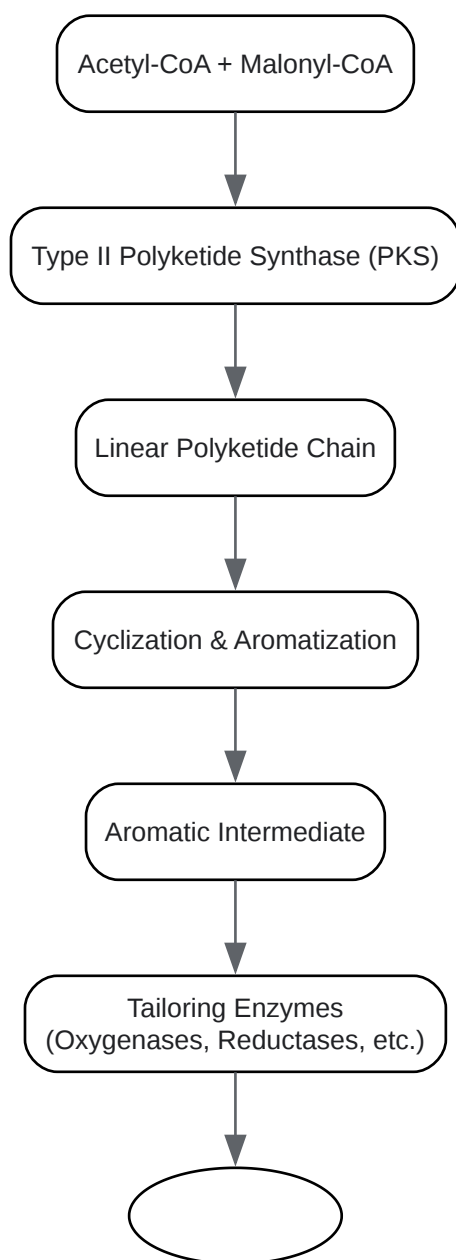 Acetyl-CoA + Malonyl-CoA
Type II Polyketide Synthase (PKS)
Linear Polyketide Chain
Cyclization & Aromatization
Aromatic Intermediate
Tailoring Enzymes
(Oxygenases, Reductases, etc.)